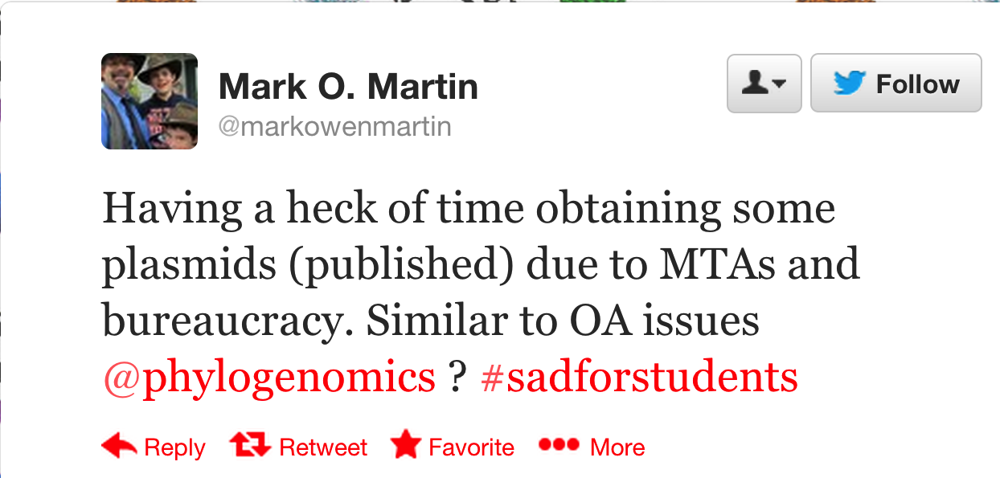 Mark O. Martin
@markowenmartin
Follow
Having a heck of time obtaining some
plasmids (published) due to MTAs and
bureaucracy. Similar to OA issues
@phylogenomics ? #sadforstudents
Reply Retweet Favorite More